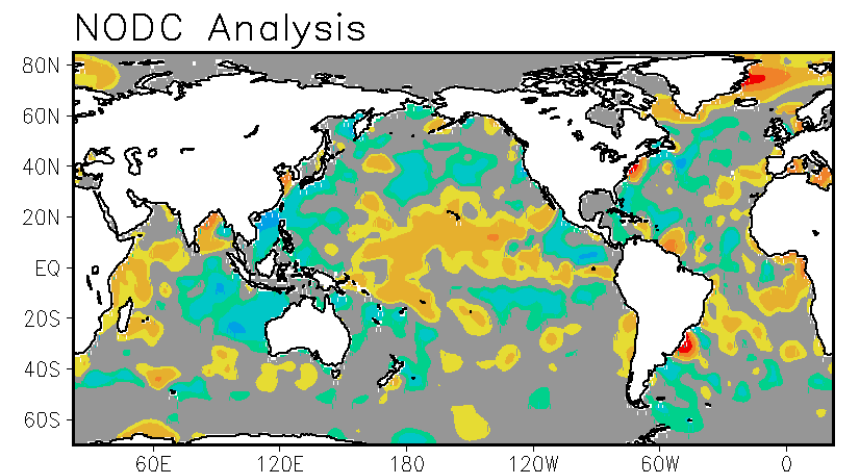 NODC Analysis
80N
60N
40N
20N
EQ
20S
40S
60S
60E 120E 180 120W 60W 0